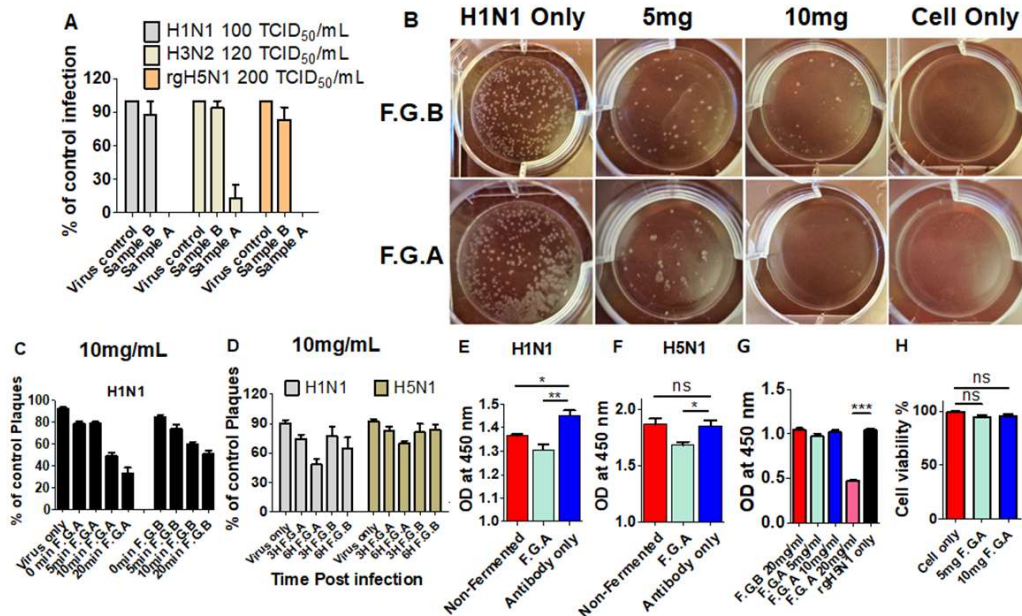 A
H1N1 100 TCID50/mL
H3N2 120 TCID50/mL
rgH5N1 200 TCID50/mL
% of control infection
120
90
60
30
0
Virus control
Sample B
Sample A
Virus control
Sample B
Sample A
Virus control
Sample B
Sample A
B
H1N1 Only
5mg
10mg
Cell Only
F.G.B
F.G.A
C
10mg/mL
H1N1
% of control Plaques
100
80
60
40
20
0
Virus only
0 min F.G.A
5min F.G.A
10min F.G.A
20min F.G.A
0min F.G.B
5min F.G.B
10min F.G.B
20min F.G.B
D
10mg/mL
H1N1
H5N1
% of control Plaques
120
90
60
30
0
Virus only
3H F.G.A
6H F.G.A
3H F.G.B
6H F.G.B
Virus only
3H F.G.A
6H F.G.A
3H F.G.B
6H F.G.B
Time Post infection
E
H1N1
*
**
OD at 450 nm
1.5
1.4
1.3
1.2
1.1
1.0
Non-Fermented
F.G.A
Antibody only
F
H5N1
ns
*
2.0
1.8
1.5
1.3
1.0
Non-Fermented
F.G.A
Antibody only
G
***
OD at 450 nm
1.5
1.0
0.5
0.0
F.G.B 20mg/ml
F.G.A 5mg/ml
F.G. A 10mg/ml
F.G. A 20mg/ml
rgH5N1 only
H
ns
ns
Cell viability %
100
50
0
Cell only
5mg F.G.A
10mg F.G.A